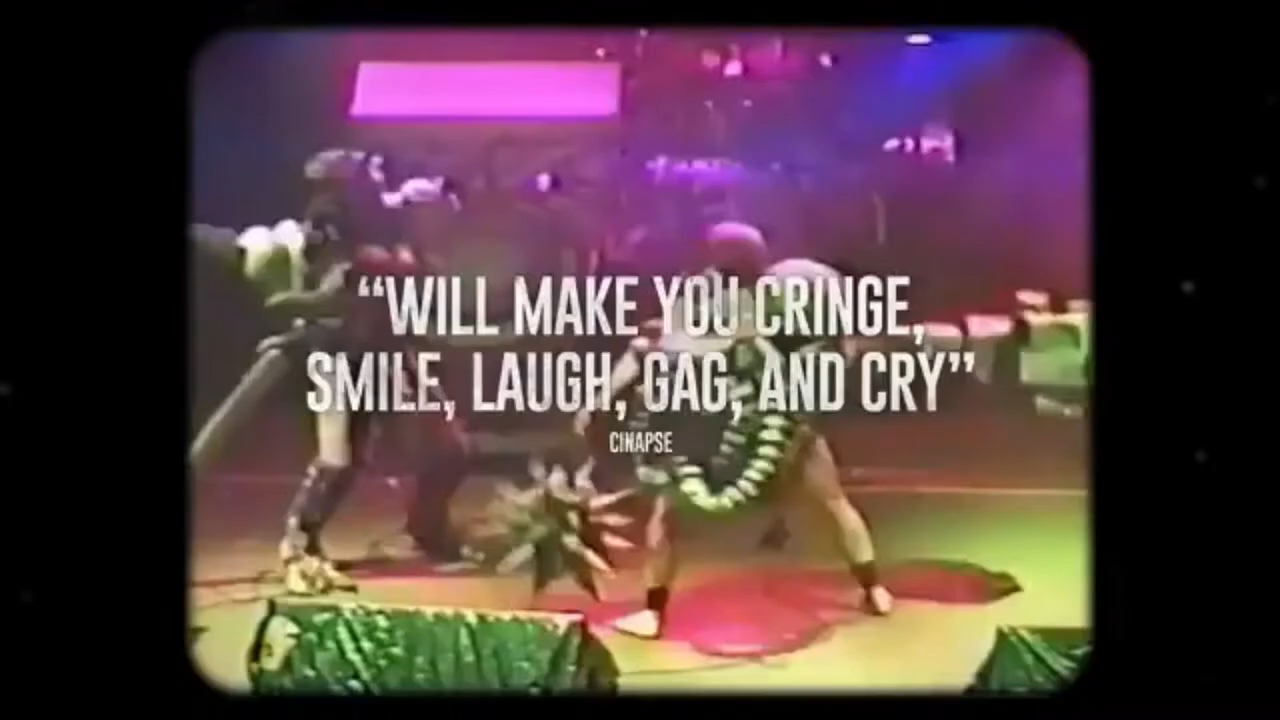 “WILL MAKE YOU CRINGE,
SMILE, LAUGH, GAG, AND CRY”
CINAPSE